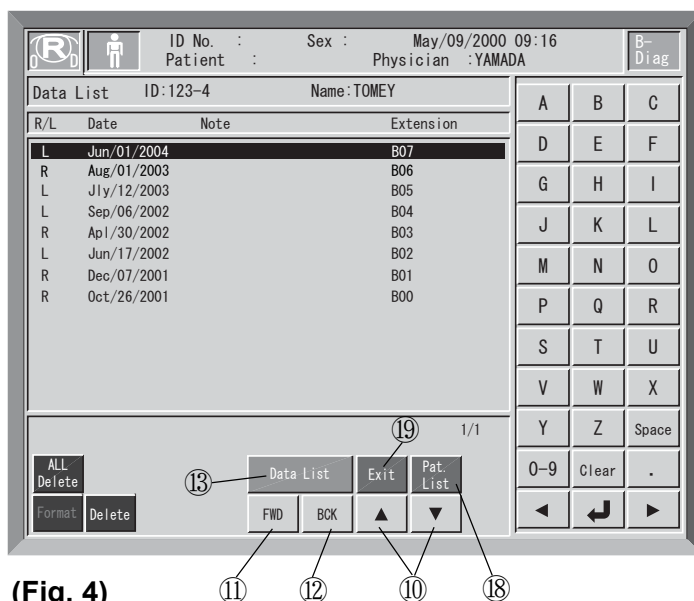 R
O D
ID No. : Sex : May/09/2000 09:16
Patient : Physician :YAMADA
B-
Diag
Data List ID:123-4 Name:TOMEY
R/L Date Note Extension
L Jun/01/2004 B07
R Aug/01/2003 B06
L Jly/12/2003 B05
L Sep/06/2002 B04
R Apl/30/2002 B03
L Jun/17/2002 B02
R Dec/07/2001 B01
R Oct/26/2001 B00
A B C
D E F
G H I
J K L
M N O
P Q R
S T U
V W X
Y Z Space
0-9 Clear .
◀ ↵ ▶
⑲ 1/1
ALL
Delete
⑬ Data List Exit Pat.
List
Format Delete FWD BCK ▲ ▼
(Fig. 4) ⑪ ⑫ ⑩ ⑱